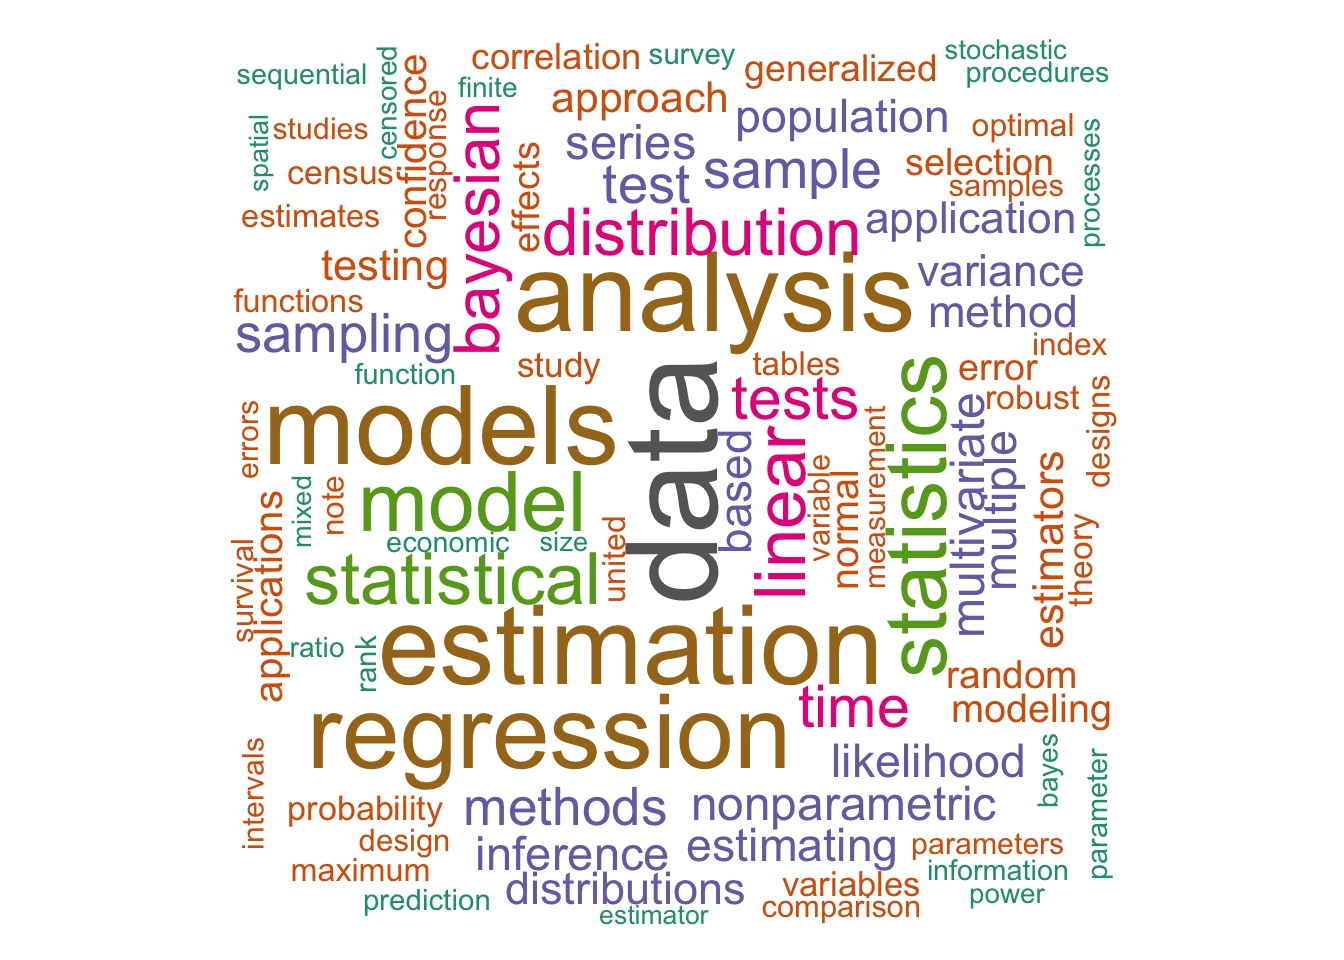 stochastic
correlation
survey
sequential
censored
generalized
procedures
finite
confidence
response
approach
population
studies
spatial
bayesian
series
optimal
processes
census
effects
test
sample
selection
samples
estimates
distribution
application
testing
analysis
variance
functions
sampling
method
function
study
data
tables
index
error
models
tests
statistics
robust
designs
errors
based
linear
measurement
multivariate
multiple
model
mixed
note
variable
normal
estimators
applications
economic
size
united
theory
survival
statistical
estimation
ratio
rank
random
regression
time
modeling
intervals
likelihood
bayes
parameter
probability
methods
nonparametric
design
inference
estimating
parameters
maximum
information
prediction
distributions
variables
power
estimator
comparison